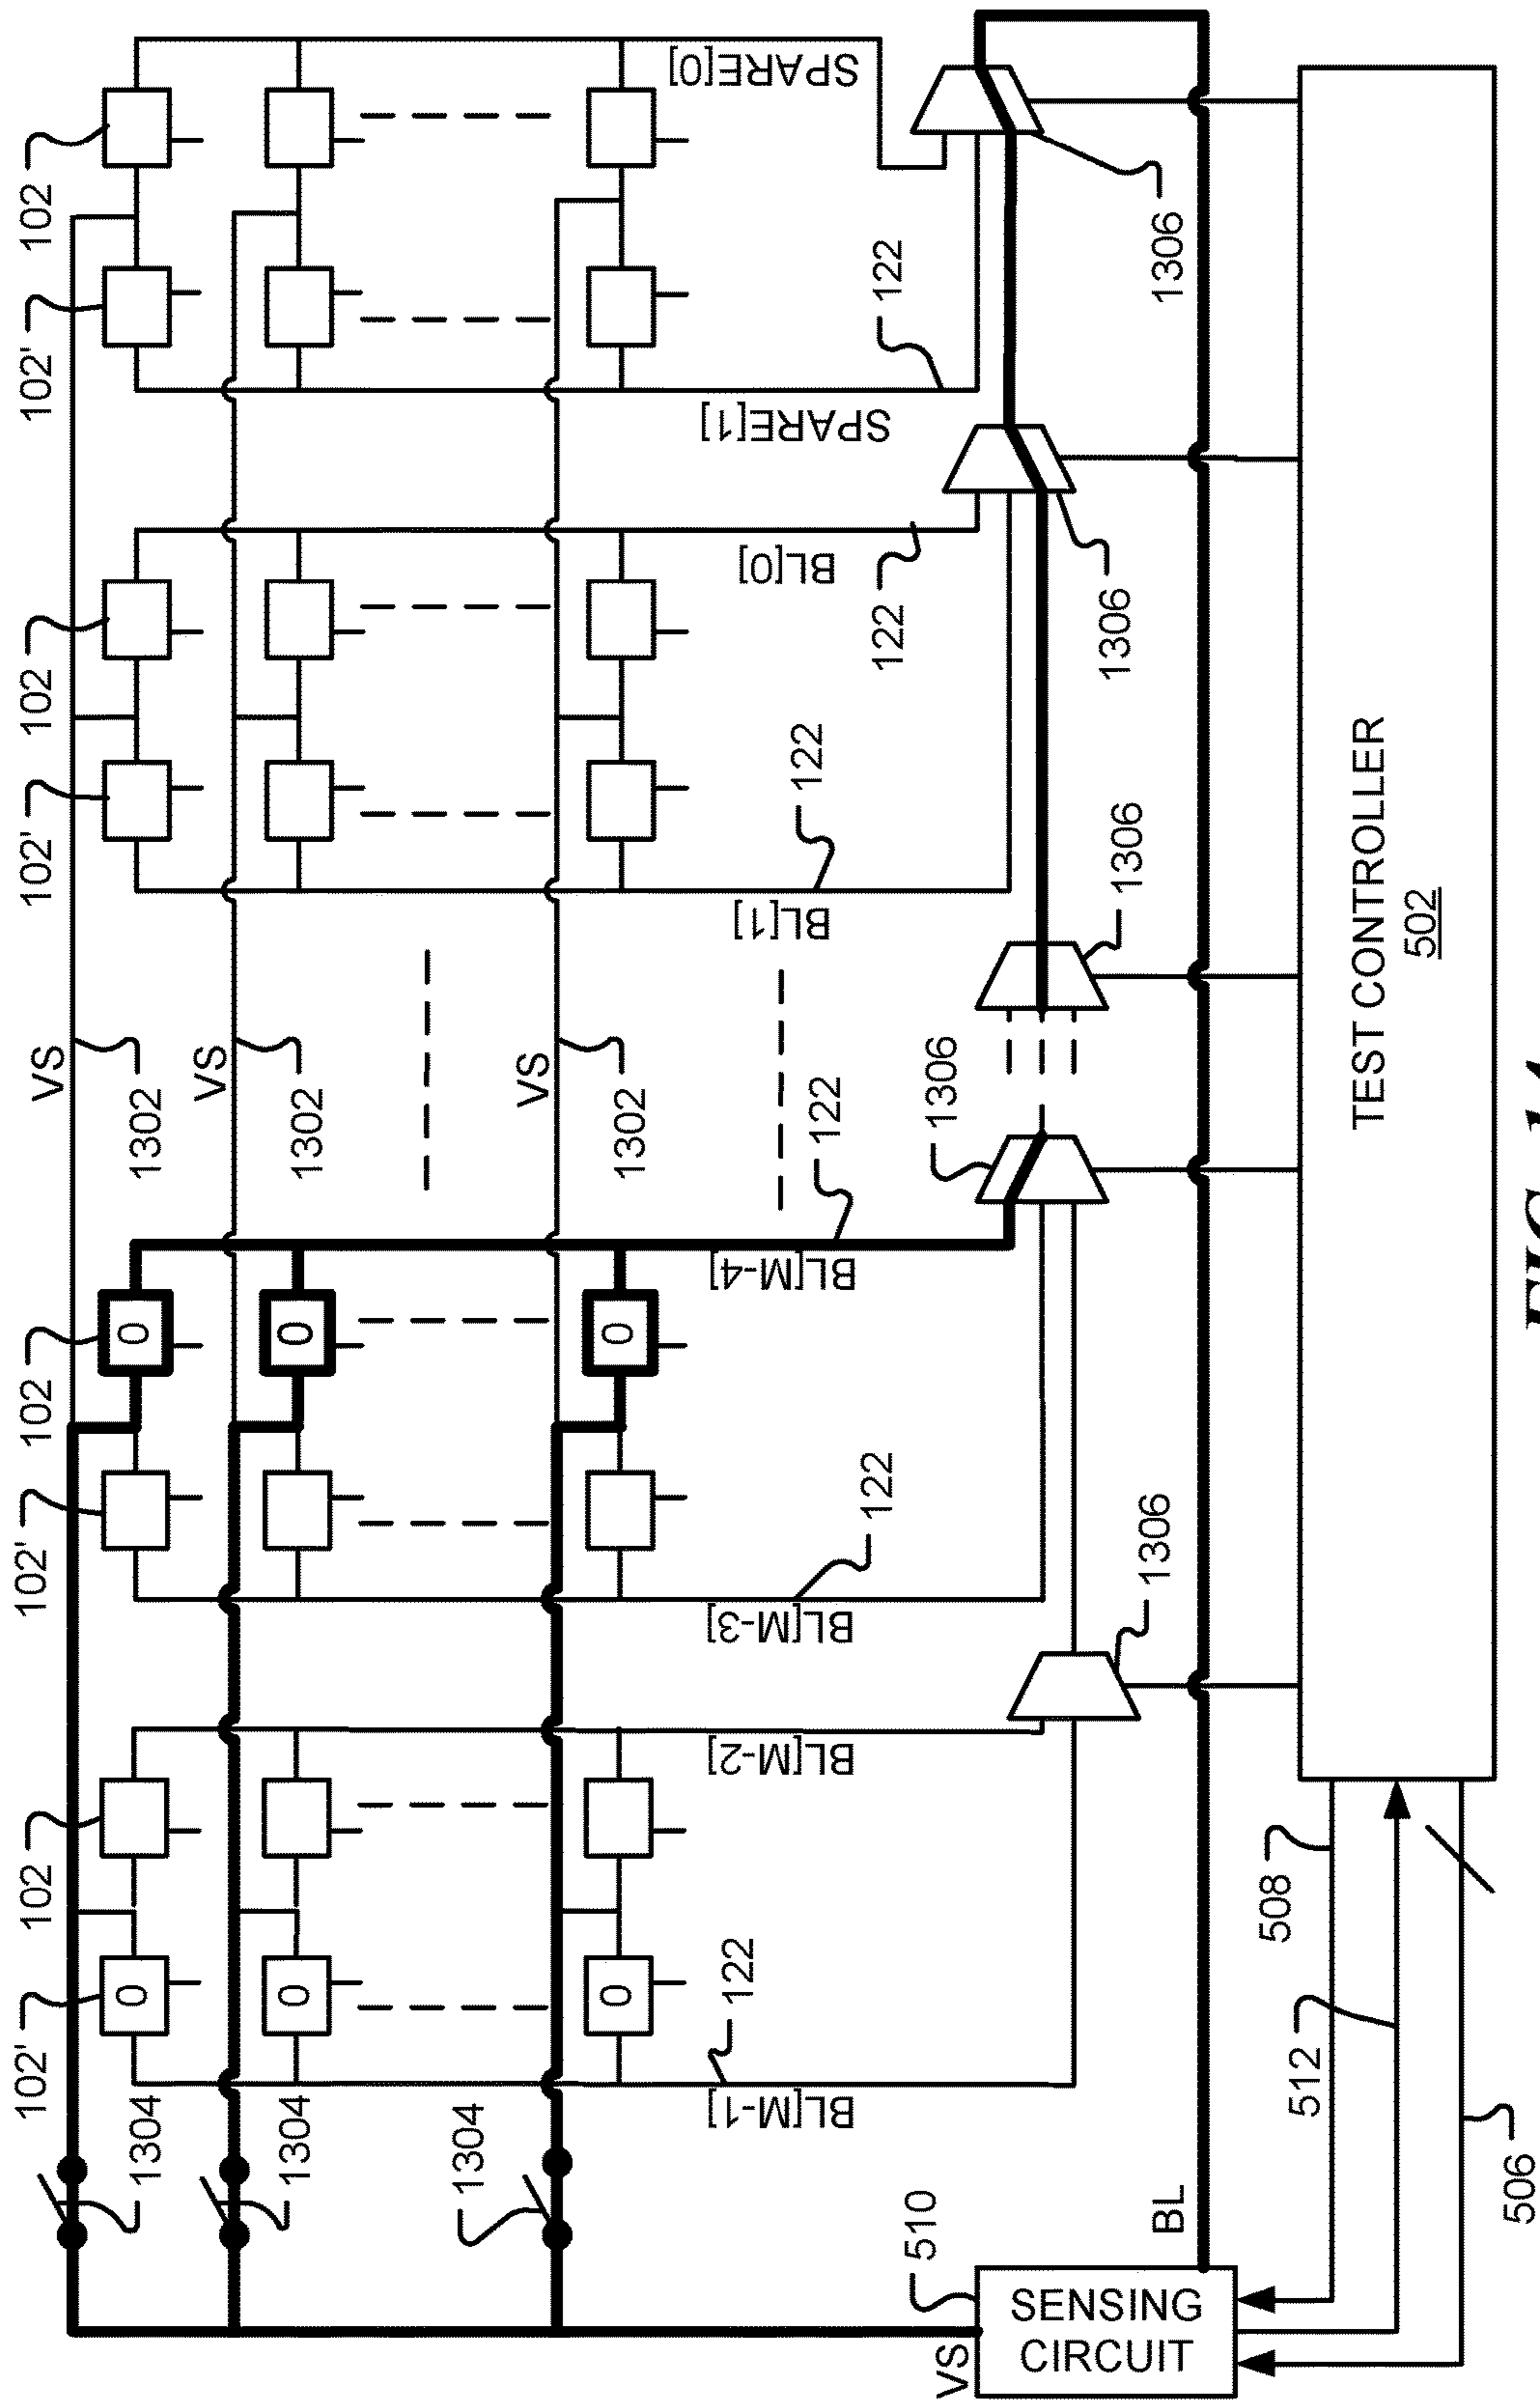 102'
102
102'
102
VS
102'
102
102'
102
1304
0
0
1302
VS
1304
0
0
1302
VS
1304
0
0
1302
BL[M-1]
122
BL[M-2]
BL[M-3]
122
BL[M-4]
122
BL[1]
122
BL[0]
122
SPARE[1]
122
SPARE[0]
510
1306
1306
1306
1306
1306
VS
SENSING
CIRCUIT
BL
508
512
506
TEST CONTROLLER
502